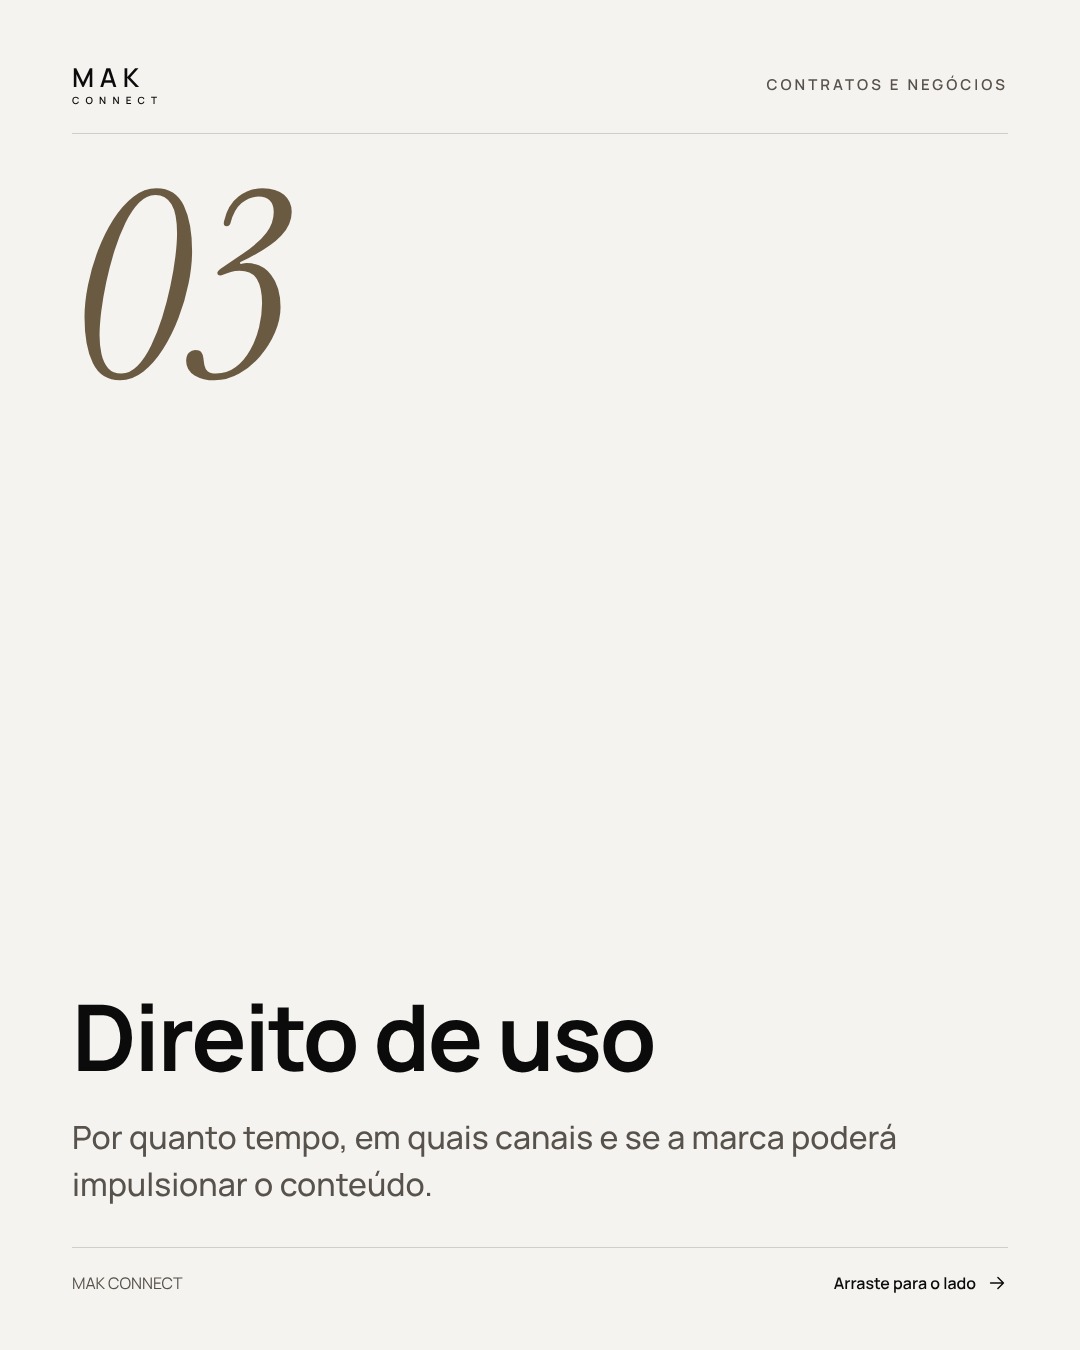 MAK
CONNECT
CONTRATOS E NEGÓCIOS
03
Direito de uso
Por quanto tempo, em quais canais e se a marca poderá
impulsionar o conteúdo.
MAK CONNECT
Arraste para o lado →